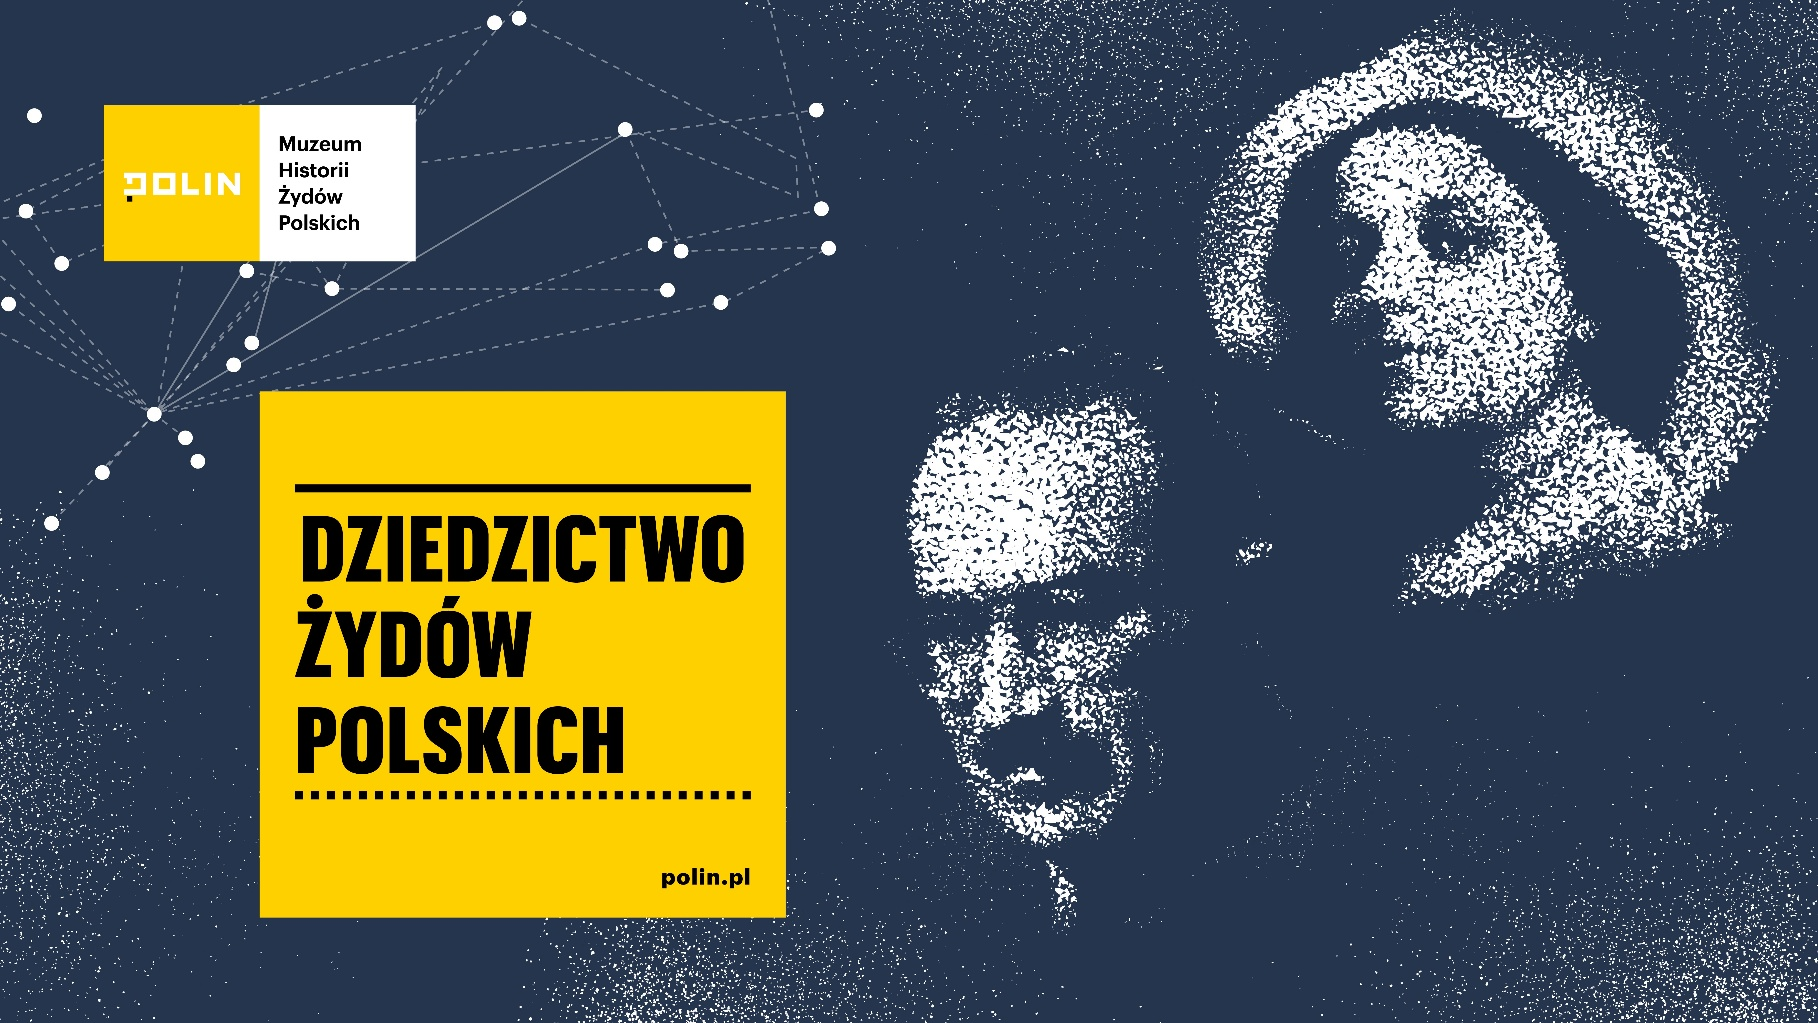 POLIN
Muzeum
Historii
Żydów
Polskich
DZIEDZICTWO
ŻYDÓW
POLSKICH
polin.pl